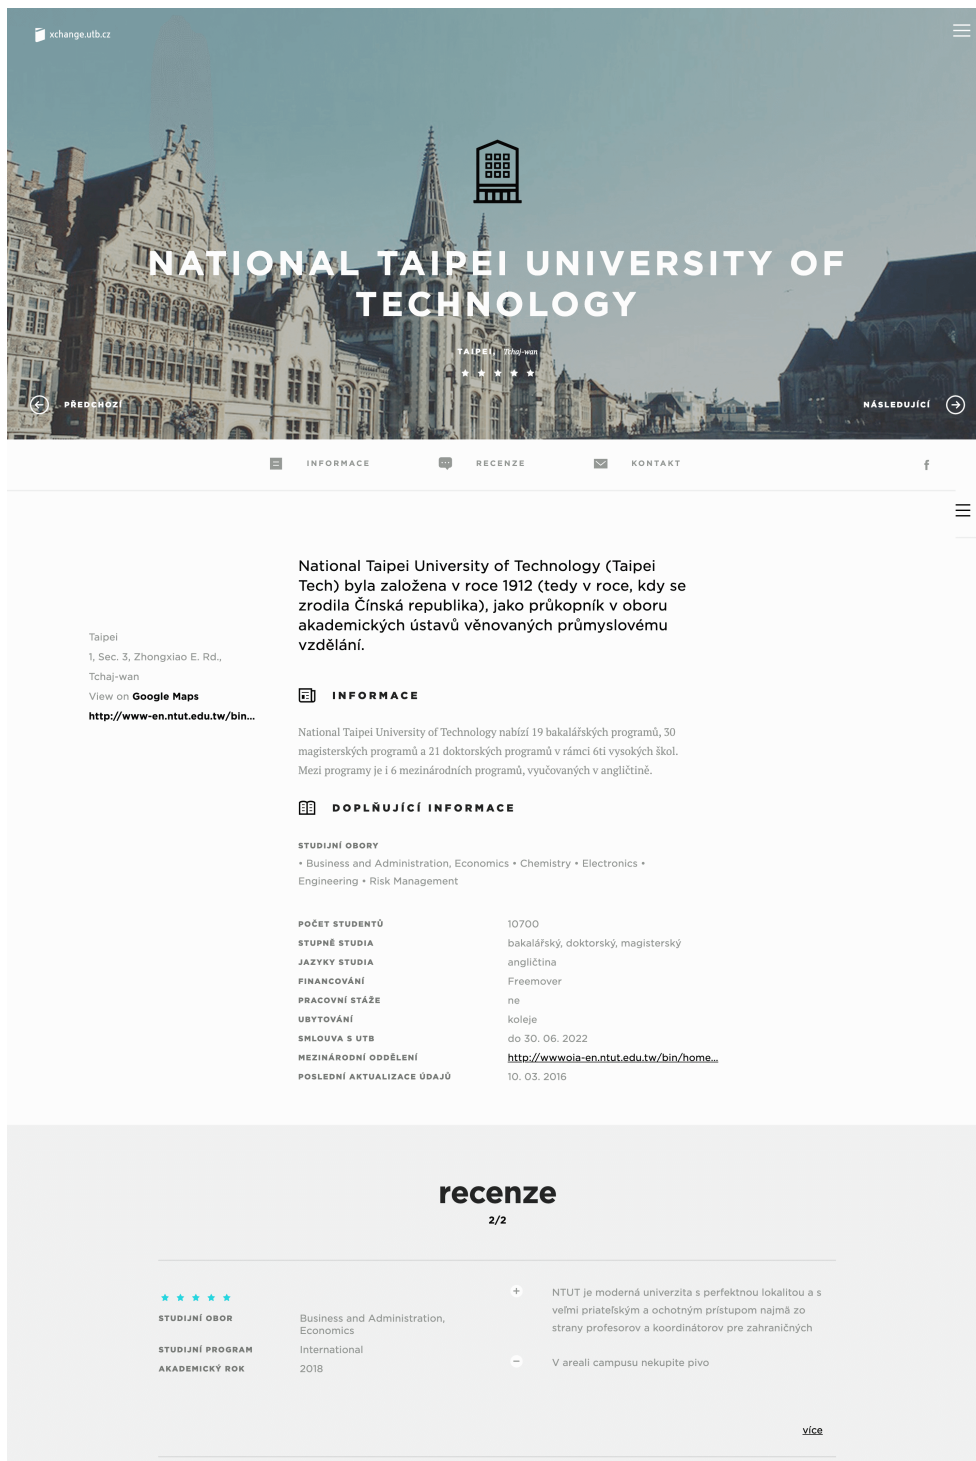 xchange.utb.cz
NATIONAL TAIPEI UNIVERSITY OF
TECHNOLOGY
TAIPEI, Tchaj-wan
PŘEDCHOZÍ
NÁSLEDUJÍCÍ
INFORMACE
RECENZE
KONTAKT
National Taipei University of Technology (Taipei
Tech) byla založena v roce 1912 (tedy v roce, kdy se
zrodila Čínská republika), jako průkopník v oboru
akademických ústavů věnovaných průmyslovému
vzdělání.
Taipei
1, Sec. 3, Zhongxiao E. Rd.,
Tchaj-wan
View on Google Maps
http://www-en.ntut.edu.tw/bin...
INFORMACE
National Taipei University of Technology nabízí 19 bakalářských programů, 30
magisterských programů a 21 doktorských programů v rámci 6ti vysokých škol.
Mezi programy je i 6 mezinárodních programů, vyučovaných v angličtině.
DOPLŇUJÍCÍ INFORMACE
STUDIJNÍ OBORY
• Business and Administration, Economics • Chemistry • Electronics •
Engineering • Risk Management
POČET STUDENTŮ 10700
STUPNĚ STUDIA bakalářský, doktorský, magisterský
JAZYKY STUDIA angličtina
FINANCOVÁNÍ Freemover
PRACOVNÍ STÁŽE ne
UBYTOVÁNÍ koleje
SMLOUVA S UTB do 30. 06. 2022
MEZINÁRODNÍ ODDĚLENÍ http://wwwoia-en.ntut.edu.tw/bin/home...
POSLEDNÍ AKTUALIZACE ÚDAJŮ 10. 03. 2016
recenze
2/2
STUDIJNÍ OBOR Business and Administration,
Economics
STUDIJNÍ PROGRAM International
AKADEMICKÝ ROK 2018
NTUT je moderná univerzita s perfektnou lokalitou a s
veľmi priateľským a ochotným prístupom najmä zo
strany profesorov a koordinátorov pre zahraničných
V areali campusu nekupite pivo
více